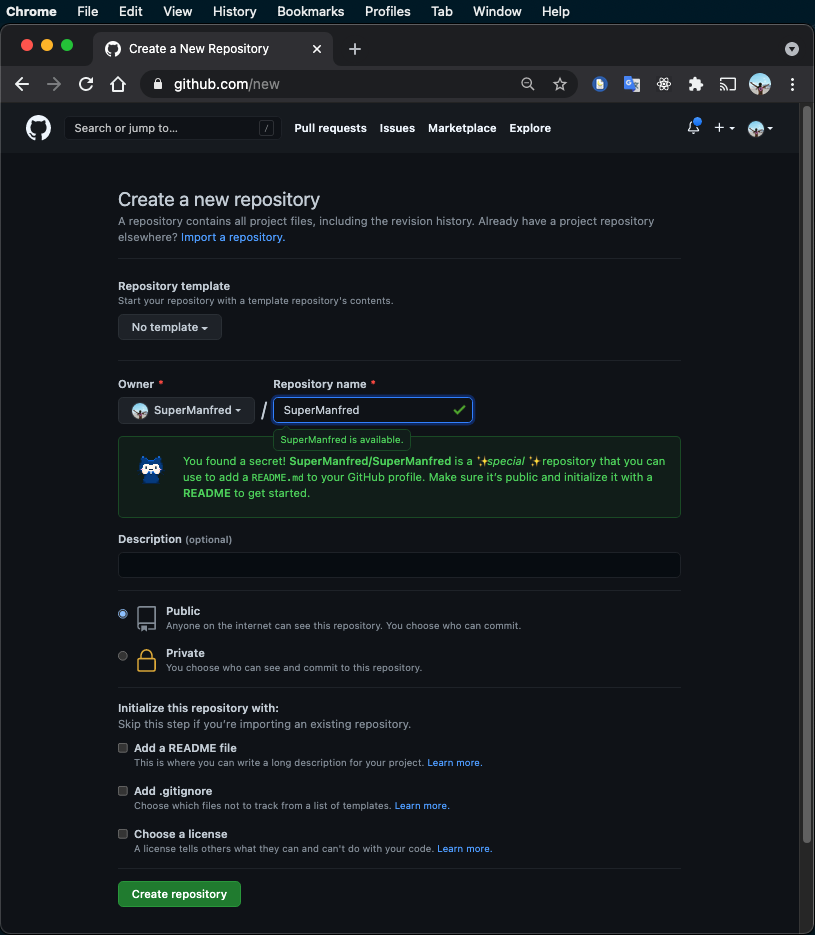 Chrome File Edit View History Bookmarks Profiles Tab Window Help
Create a New Repository
github.com/new
Search or jump to... / Pull requests Issues Marketplace Explore
Create a new repository
A repository contains all project files, including the revision history. Already have a project repository
elsewhere? Import a repository.
Repository template
Start your repository with a template repository's contents.
No template
Owner * Repository name *
SuperManfred / SuperManfred
SuperManfred is available.
You found a secret! SuperManfred/SuperManfred is a ✨special ✨ repository that you can
use to add a README.md to your GitHub profile. Make sure it's public and initialize it with a
README to get started.
Description (optional)
Public
Anyone on the internet can see this repository. You choose who can commit.
Private
You choose who can see and commit to this repository.
Initialize this repository with:
Skip this step if you're importing an existing repository.
Add a README file
This is where you can write a long description for your project. Learn more.
Add .gitignore
Choose which files not to track from a list of templates. Learn more.
Choose a license
A license tells others what they can and can't do with your code. Learn more.
Create repository